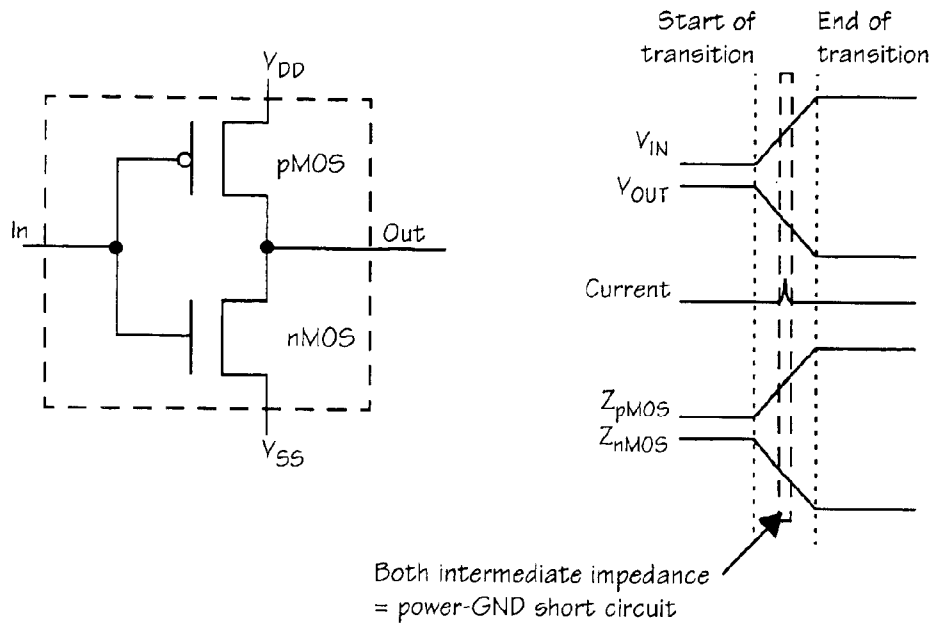 V_DD
pMOS
In
Out
nMOS
V_SS
Start of
transition
End of
transition
V_IN
V_OUT
Current
Z_pMOS
Z_nMOS
Both intermediate impedance
= power-GND short circuit